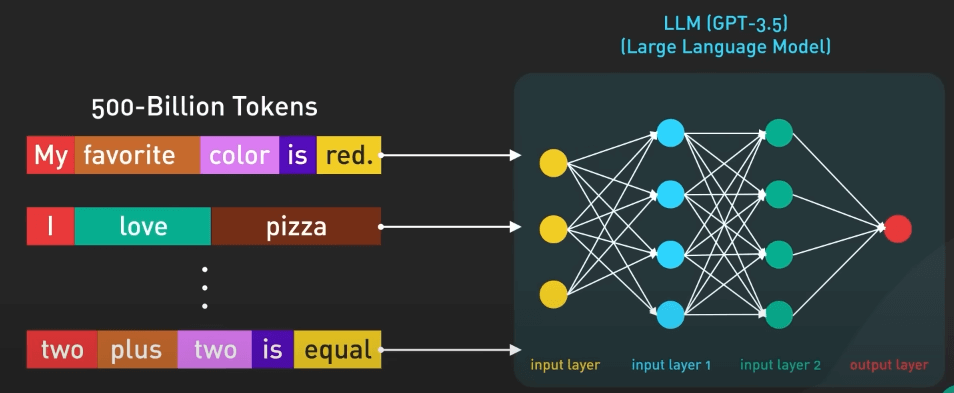 LLM (GPT-3.5)
(Large Language Model)
500-Billion Tokens
My favorite color is red.
I love pizza
two plus two is equal
input layer input layer 1 input layer 2 output layer